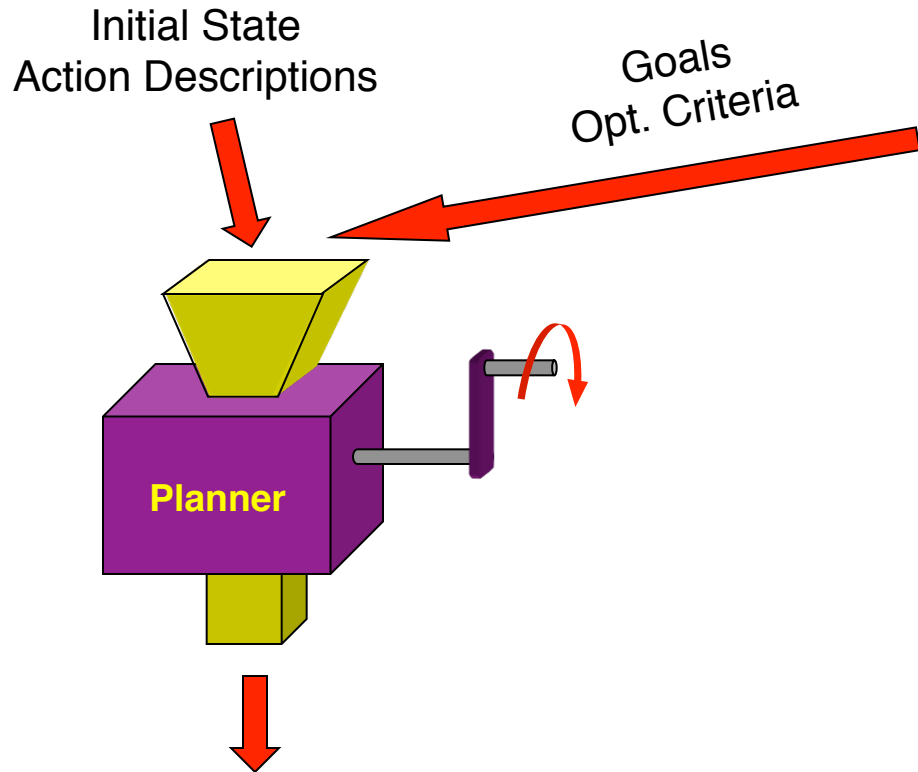 Initial State
Action Descriptions
Goals
Opt. Criteria
Planner